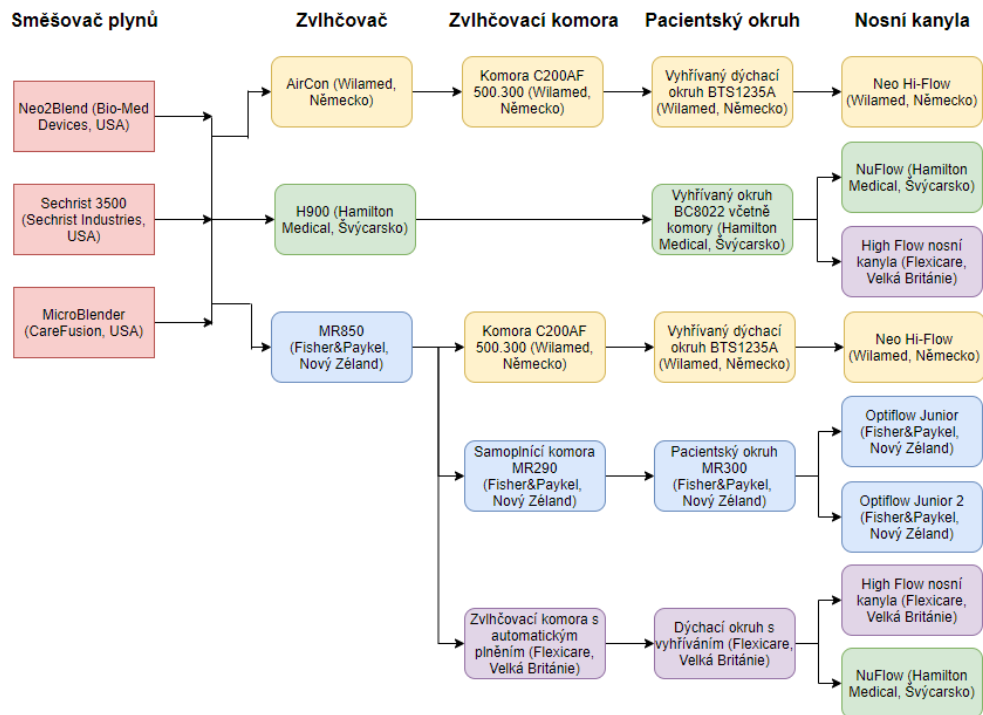 Směšovač plynů
Zvlhčovač
Zvlhčovací komora
Pacientský okruh
Nosní kanyla
Neo2Blend (Bio-Med
Devices, USA)
Sechrist 3500
(Sechrist Industries,
USA)
MicroBlender
(CareFusion, USA)
AirCon (Wilamed,
Německo)
Komora C200AF
500.300 (Wilamed,
Německo)
Vyhřívaný dýchací
okruh BTS1235A
(Wilamed, Německo)
Neo Hi-Flow
(Wilamed, Německo)
H900 (Hamilton
Medical, Švýcarsko)
Vyhřívaný okruh
BC8022 včetně
komory (Hamilton
Medical, Švýcarsko)
NuFlow (Hamilton
Medical, Švýcarsko)
High Flow nosní
kanyla (Flexicare,
Velká Británie)
MR850
(Fisher&Paykel,
Nový Zéland)
Komora C200AF
500.300 (Wilamed,
Německo)
Vyhřívaný dýchací
okruh BTS1235A
(Wilamed, Německo)
Neo Hi-Flow
(Wilamed, Německo)
Samoplnící komora
MR290
(Fisher&Paykel,
Nový Zéland)
Pacientský okruh
MR300
(Fisher&Paykel,
Nový Zéland)
Optiflow Junior
(Fisher&Paykel,
Nový Zéland)
Optiflow Junior 2
(Fisher&Paykel,
Nový Zéland)
Zvlhčovací komora s
automatickým
plněním (Flexicare,
Velká Británie)
Dýchací okruh s
vyhříváním (Flexicare,
Velká Británie)
High Flow nosní
kanyla (Flexicare,
Velká Británie)
NuFlow (Hamilton
Medical, Švýcarsko)